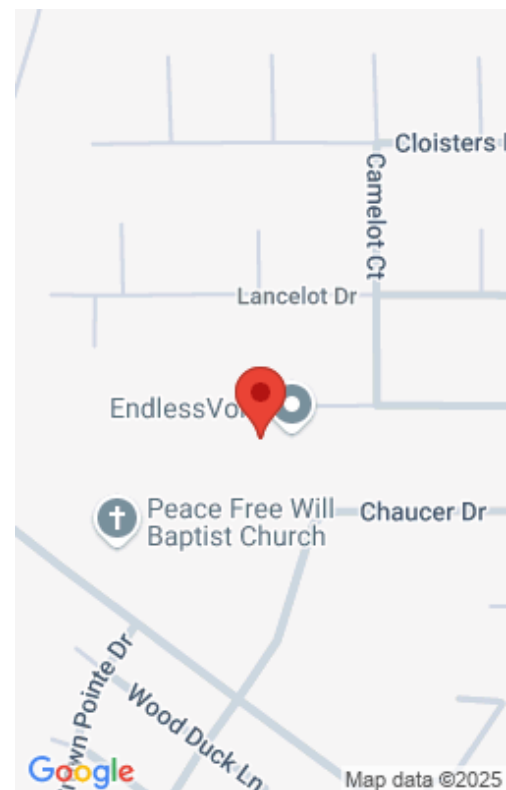 Cloisters
Camelot Ct
Lancelot Dr
EndlessVo
Peace Free Will
Baptist Church
Chaucer Dr
wn Pointe Dr
Wood Duck Ln
Google
Map data ©2025